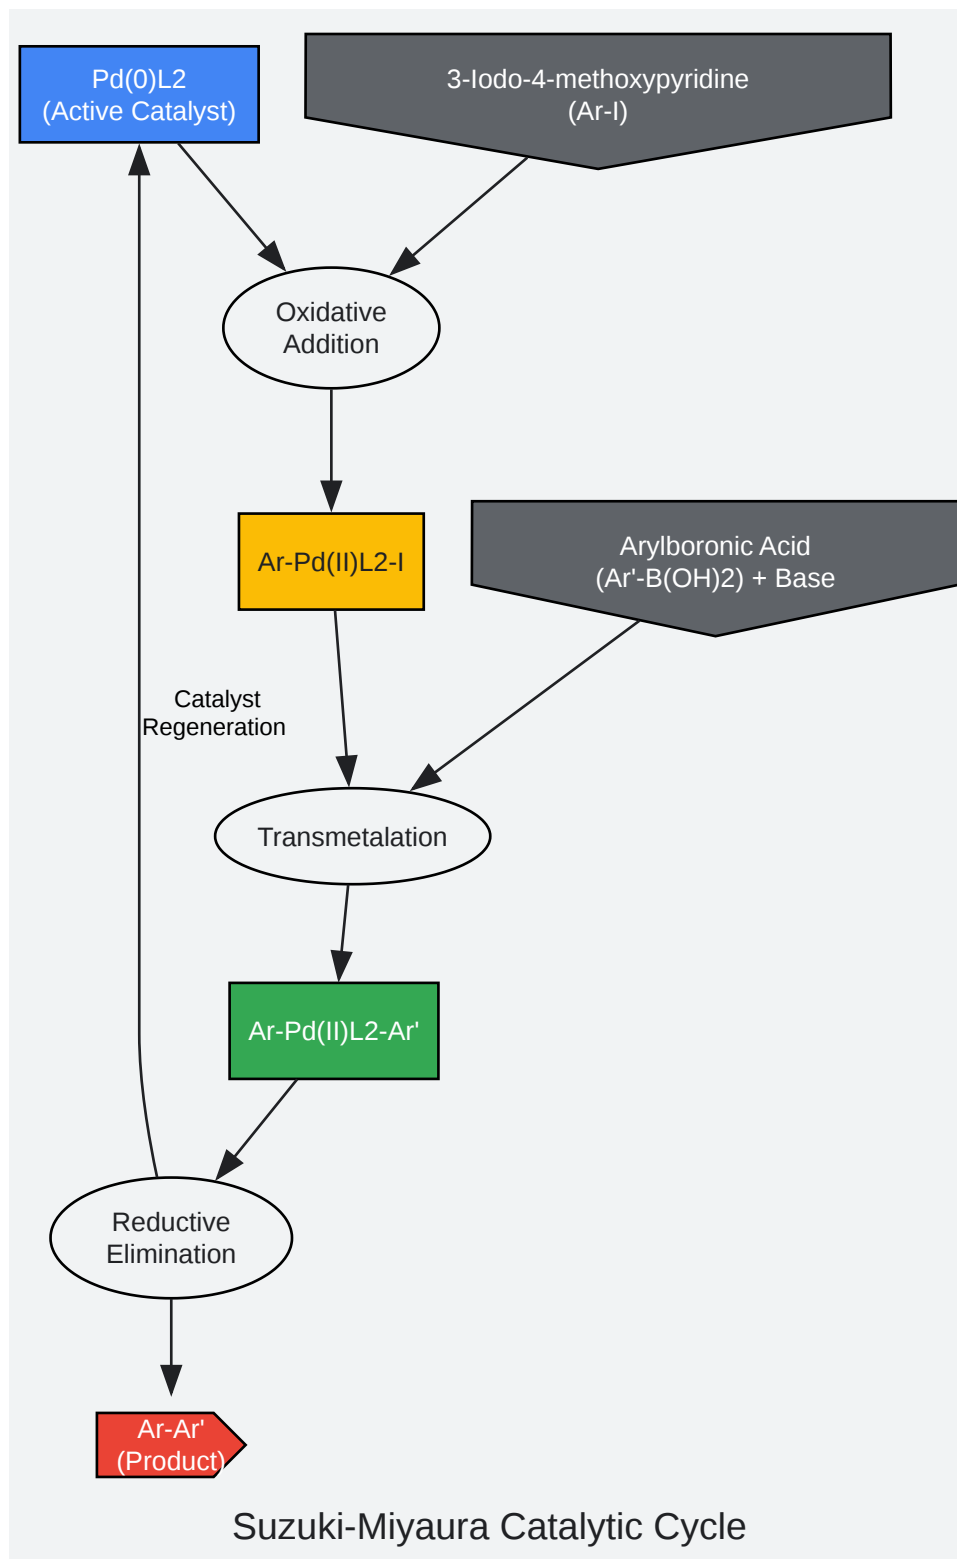 Pd(0)L2
(Active Catalyst)
3-Iodo-4-methoxypyridine
(Ar-I)
Oxidative
Addition
Ar-Pd(II)L2-I
Arylboronic Acid
(Ar'-B(OH)2) + Base
Catalyst
Regeneration
Transmetalation
Ar-Pd(II)L2-Ar'
Reductive
Elimination
Ar-Ar'
(Product)
Suzuki-Miyaura Catalytic Cycle